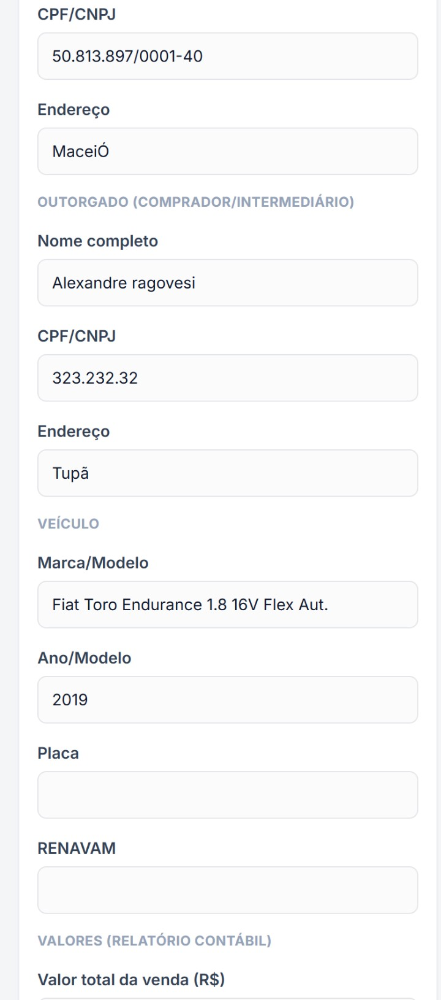 CPF/CNPJ
50.813.897/0001-40
Endereço
MaceiÓ
OUTORGADO (COMPRADOR/INTERMEDIÁRIO)
Nome completo
Alexandre ragovesi
CPF/CNPJ
323.232.32
Endereço
Tupã
VEÍCULO
Marca/Modelo
Fiat Toro Endurance 1.8 16V Flex Aut.
Ano/Modelo
2019
Placa
RENAVAM
VALORES (RELATÓRIO CONTÁBIL)
Valor total da venda (R$)